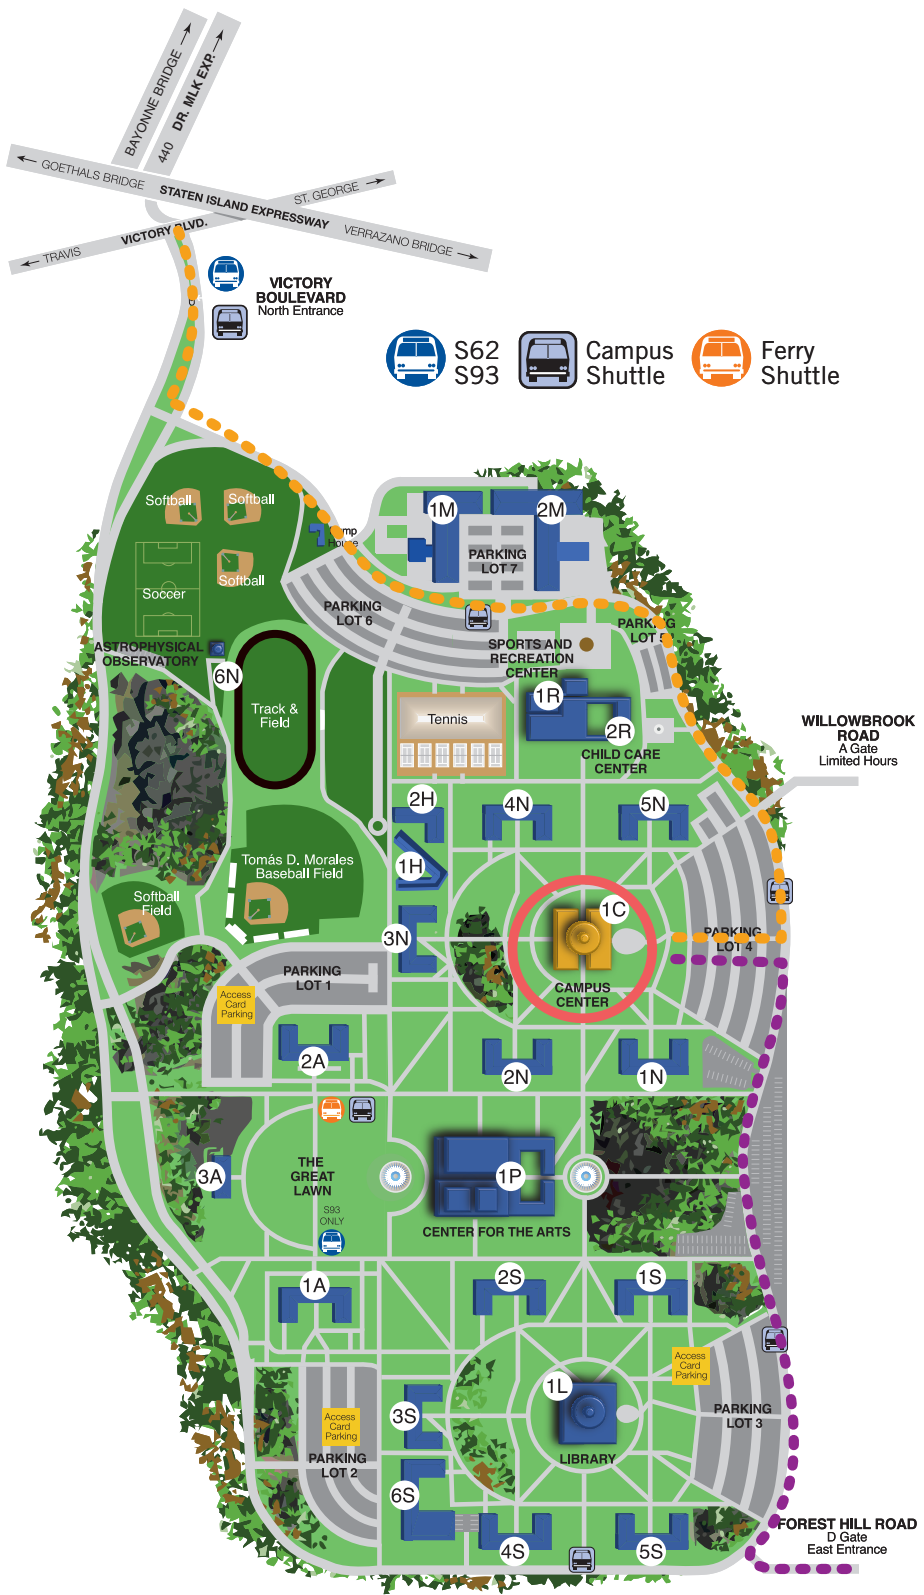 BAYONNE BRIDGE
440 DR. MLK EXP.
GOETHALS BRIDGE
STATEN ISLAND EXPRESSWAY
VERRAZANO BRIDGE
ST. GEORGE
TRAVIS
VICTORY BLVD.
VICTORY
BOULEVARD
North Entrance
S62
S93
Campus
Shuttle
Ferry
Shuttle
Softball
Softball
Softball
Soccer
1M
2M
PARKING
LOT 7
PARKING
LOT 6
PARKING
SPORTS AND
RECREATION
CENTER
ASTROPHYSICAL
OBSERVATORY
6N
Track &
Field
Tennis
1R
2R
CHILD CARE
CENTER
WILLOWBROOK
ROAD
A Gate
Limited Hours
2H
4N
5N
1H
Tomás D. Morales
Baseball Field
Softball
Field
3N
1C
CAMPUS
CENTER
PARKING
LOT 4
PARKING
LOT 1
Access
Card
Parking
2A
2N
1N
3A
THE
GREAT
LAWN
S93
ONLY
1P
CENTER FOR THE ARTS
1A
2S
1S
1L
LIBRARY
Access
Card
Parking
PARKING
LOT 3
3S
Access
Card
Parking
PARKING
LOT 2
6S
4S
5S
FOREST HILL ROAD
D Gate
East Entrance